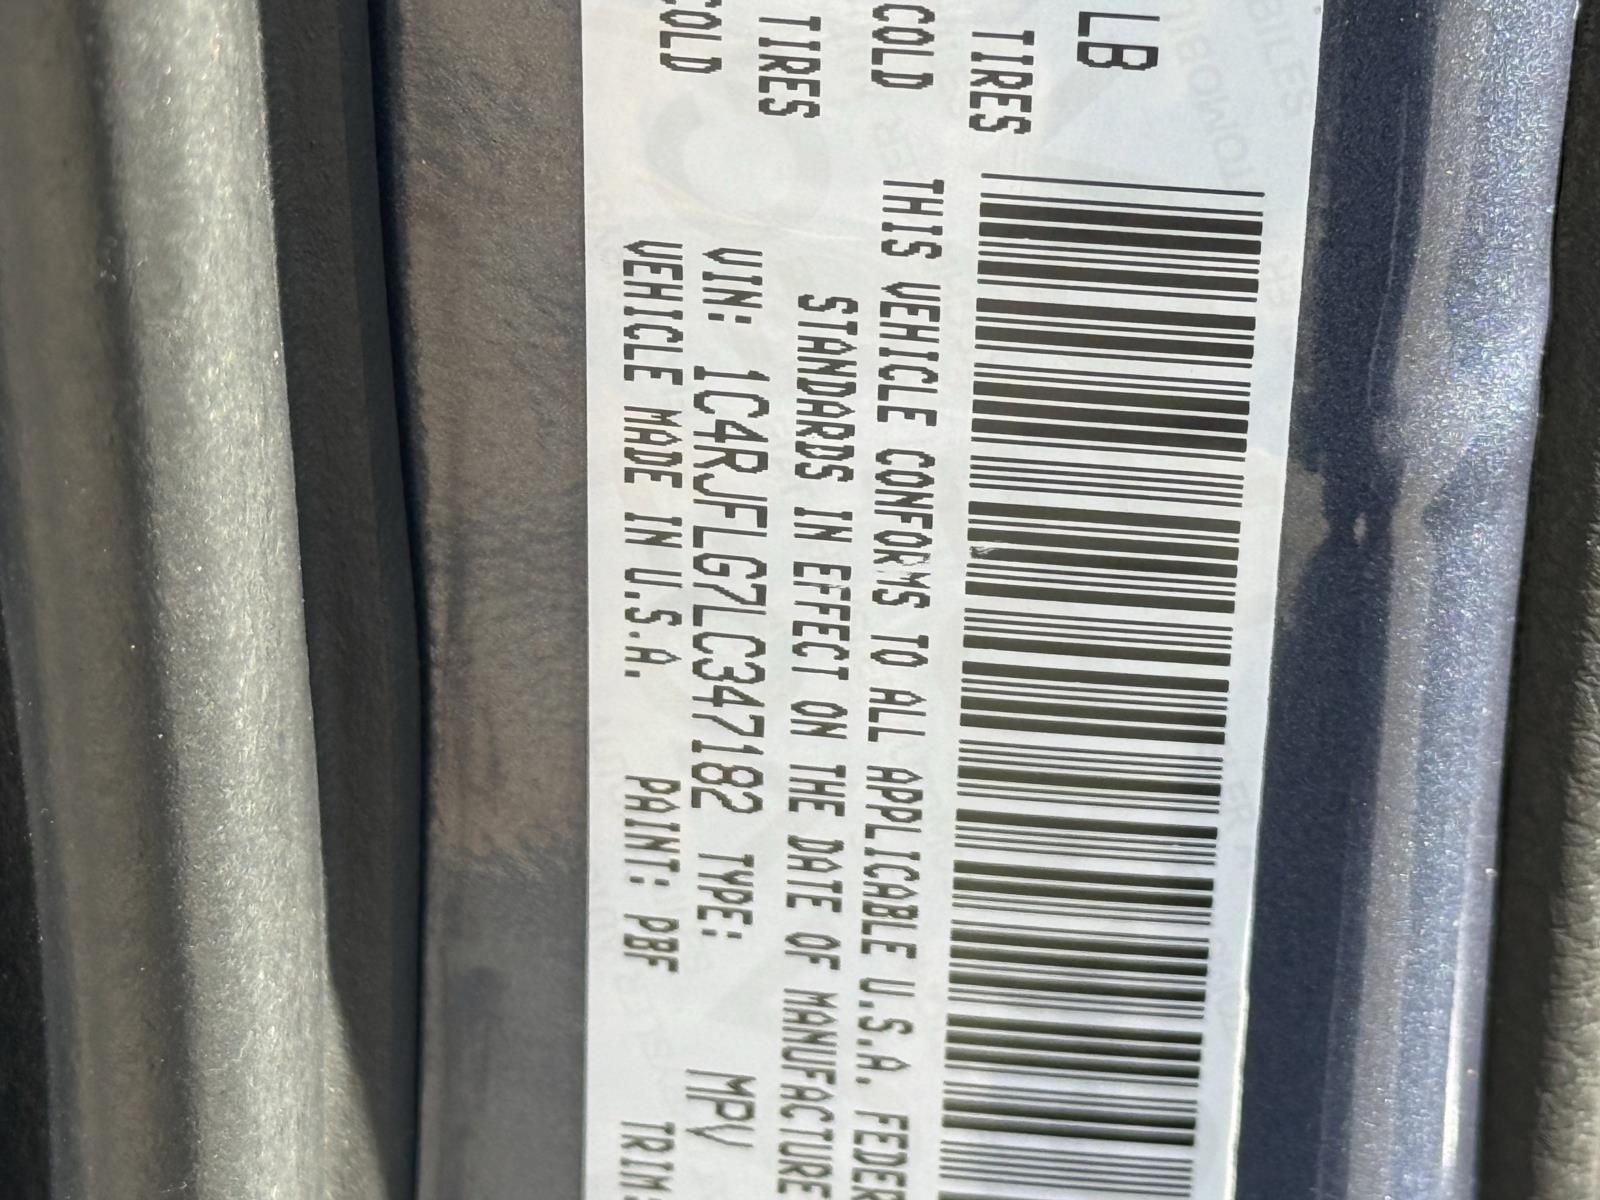 LB
TIRES
COLD
TIRES
COLD
THIS VEHICLE CONFORMS TO ALL APPLICABLE U.S.A. FEDER
STANDARDS IN EFFECT ON THE DATE OF MANUFACTURE
VIN: 1C4RJFLG7LC347182 TYPE: MPV
VEHICLE MADE IN U.S.A. PAINT: PBF TRIM: